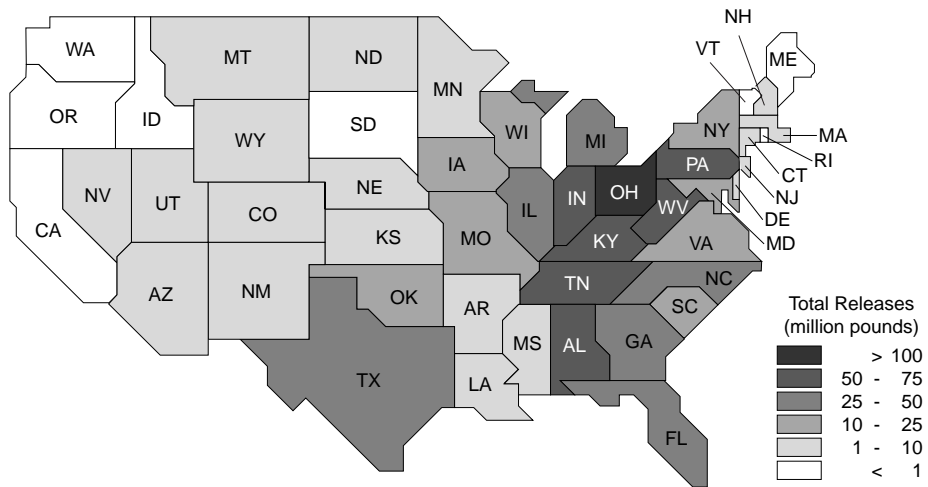 NH
VT
ME
WA
MT
ND
MN
OR
ID
SD
WI
NY
MA
WY
MI
RI
IA
PA
CT
NE
NV
UT
IL
IN
OH
NJ
CO
WV
DE
CA
KS
MO
KY
VA
MD
TN
NC
AZ
NM
OK
AR
SC
Total Releases
(million pounds)
MS
AL
GA
> 100
TX
50 - 75
LA
25 - 50
10 - 25
FL
1 - 10
< 1